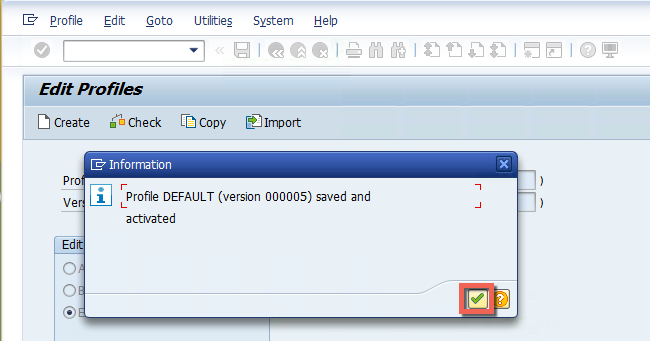 Profile Edit Goto Utilities System Help
Edit Profiles
Create Check Copy Import
Information
Prof )
Profile DEFAULT (version 000005) saved and
Vers )
activated
Edit
A
B
E